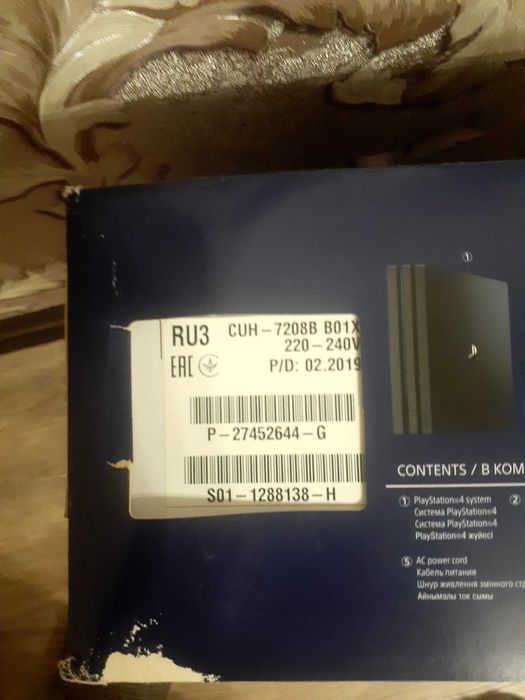 ①
RU3 CUH-7208B B01X
220-240V
EAC P/D: 02.2019
P-27452644-G
S01-1288138-H
CONTENTS / В КОМ
① PlayStation®4 system ②
Система PlayStation®4
Система PlayStation®4
PlayStation®4 жүйесі
⑤ AC power cord
Кабель питания
Шнур живлення змінного стр
Айнымалы ток сымы